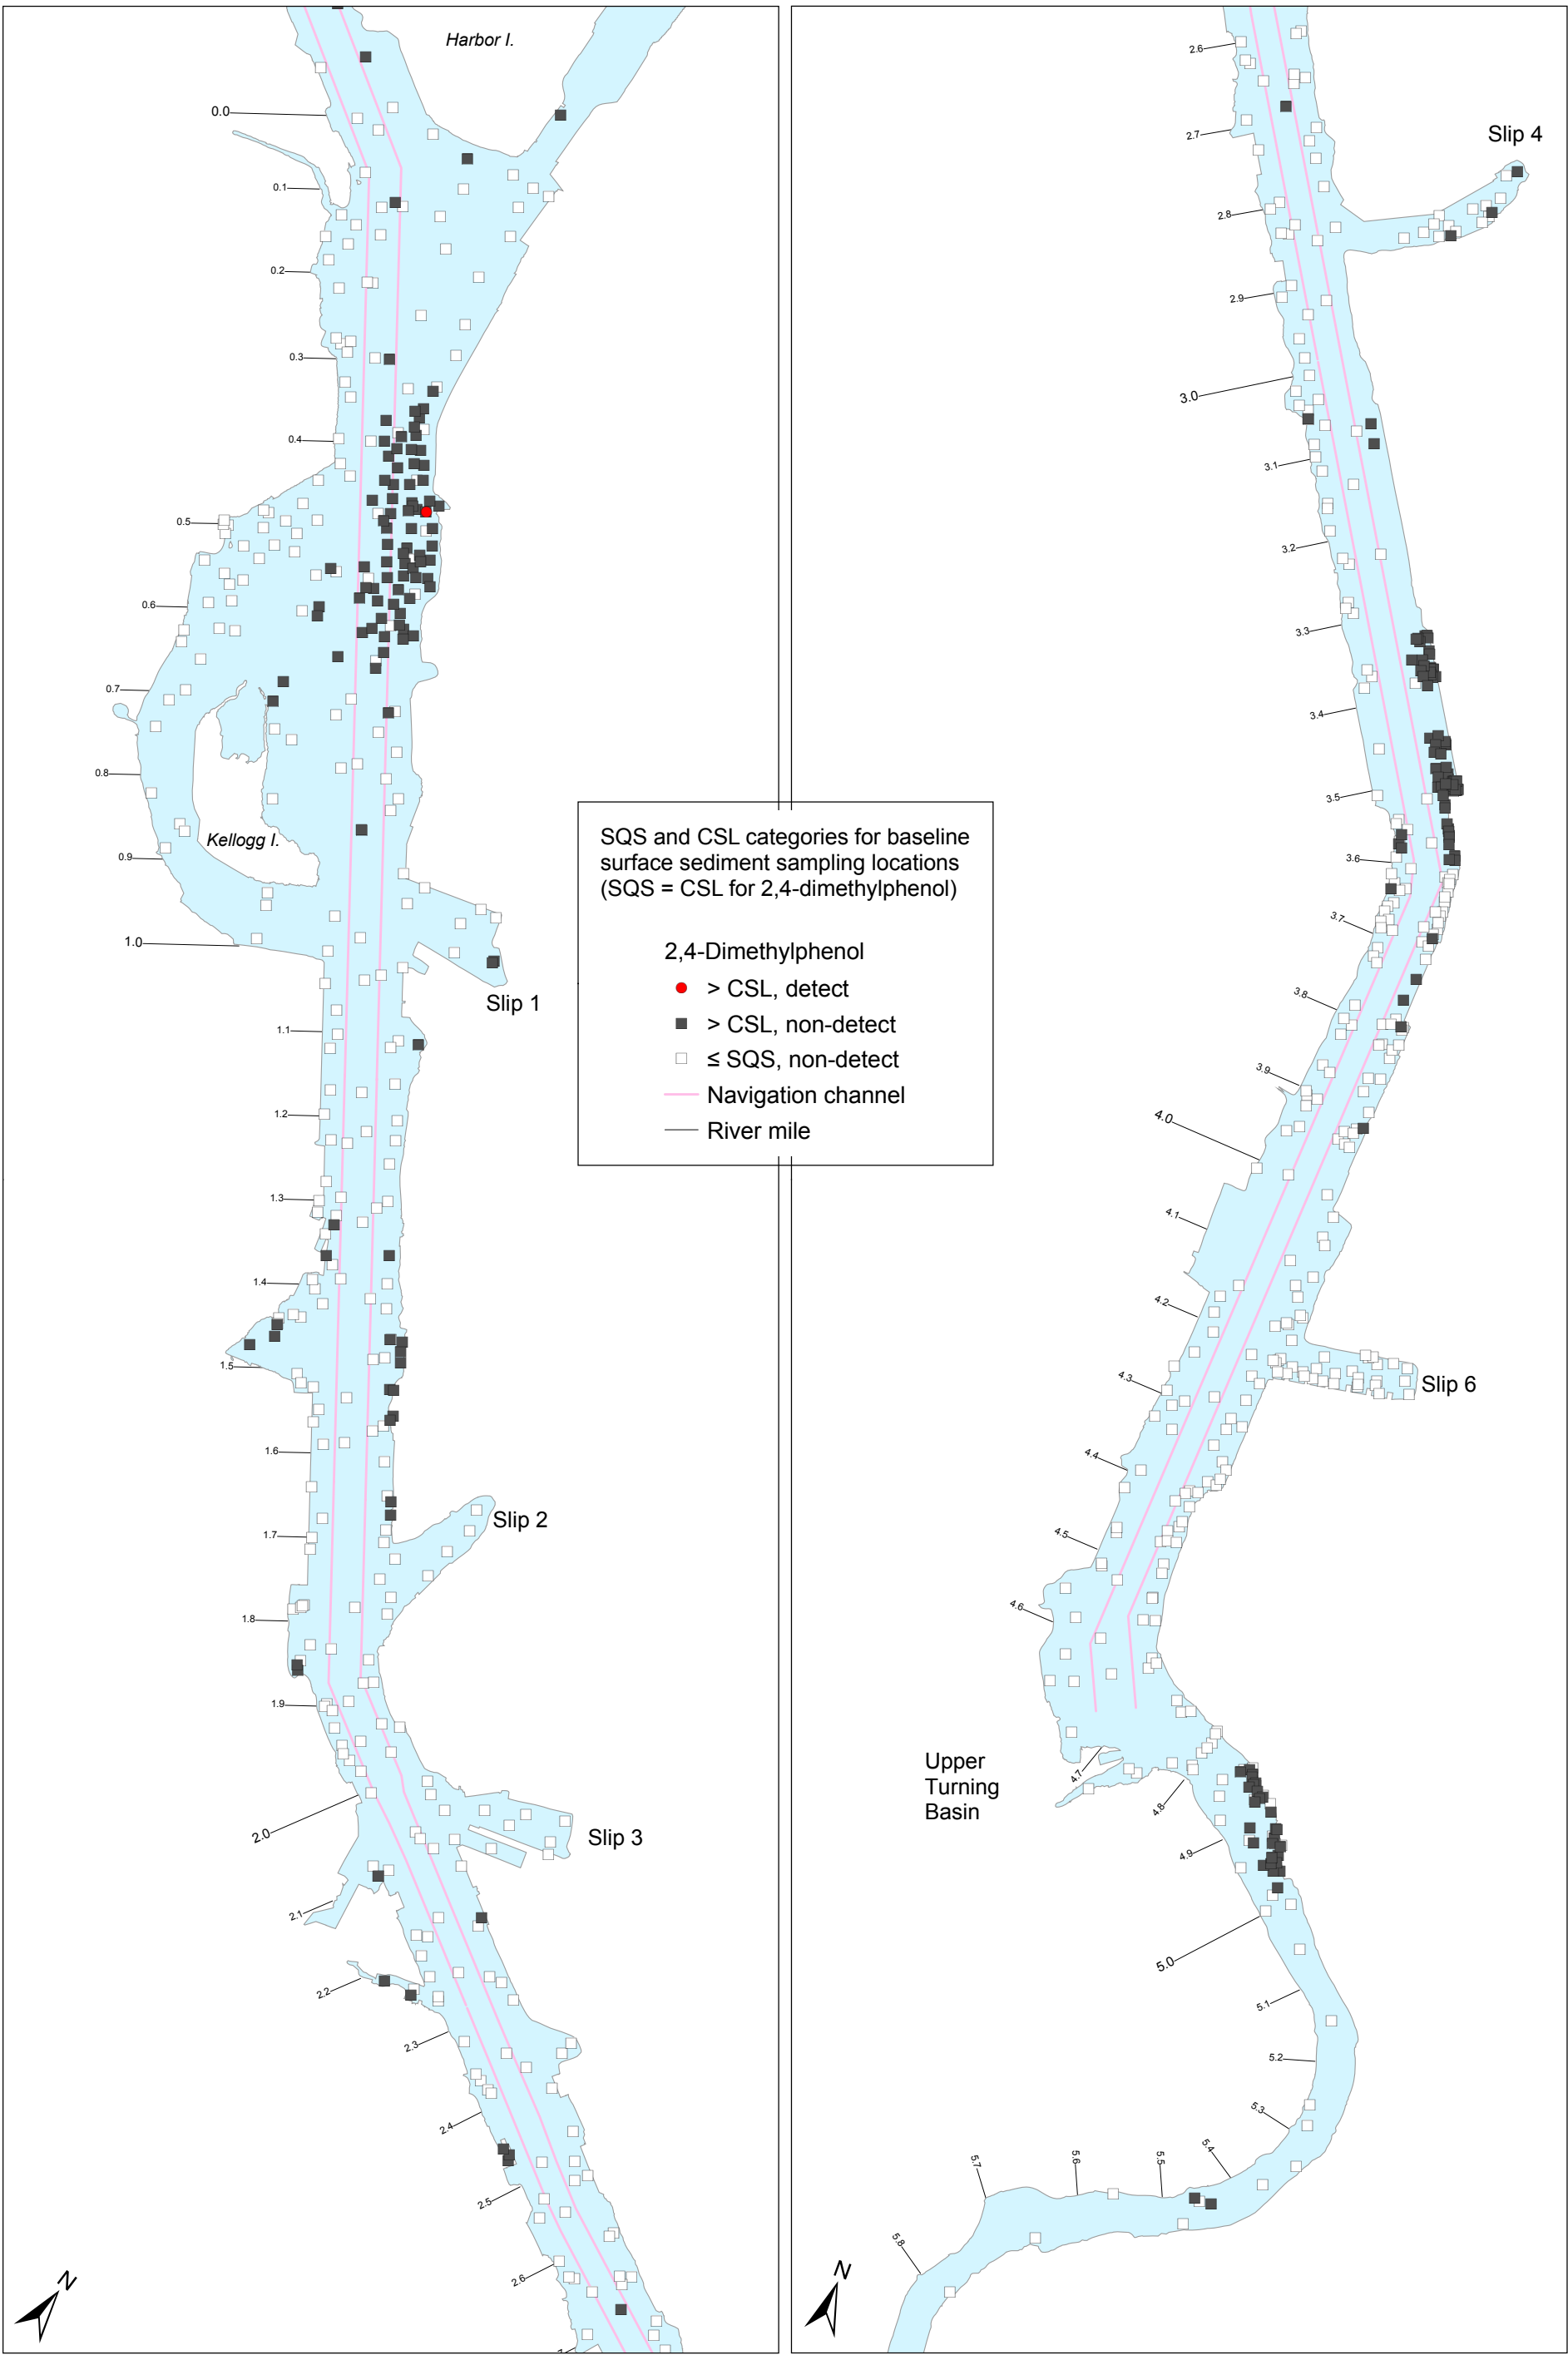 Harbor I.
0.0
0.1
0.2
0.3
0.4
0.5
0.6
0.7
0.8
Kellogg I.
0.9
1.0
Slip 1
1.1
1.2
1.3
1.4
1.5
1.6
Slip 2
1.7
1.8
1.9
2.0
Slip 3
2.1
2.2
2.3
2.4
2.5
2.6
N
SQS and CSL categories for baseline
surface sediment sampling locations
(SQS = CSL for 2,4-dimethylphenol)
2,4-Dimethylphenol
> CSL, detect
> CSL, non-detect
≤ SQS, non-detect
Navigation channel
River mile
2.6
2.7
Slip 4
2.8
2.9
3.0
3.1
3.2
3.3
3.4
3.5
3.6
3.7
3.8
3.9
4.0
4.1
4.2
4.3
Slip 6
4.4
4.5
4.6
Upper
Turning
Basin
4.7
4.8
4.9
5.0
5.1
5.2
5.3
5.4
5.5
5.6
5.7
5.8
N